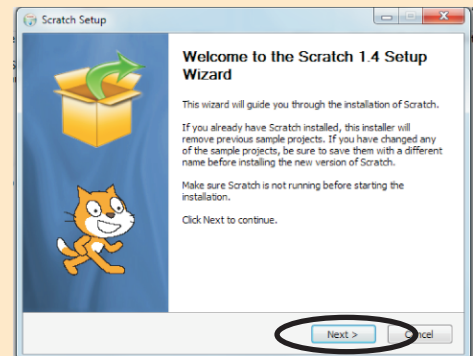 Scratch Setup
Welcome to the Scratch 1.4 Setup
Wizard
This wizard will guide you through the installation of Scratch.
If you already have Scratch installed, this installer will
remove previous sample projects. If you have changed any
of the sample projects, be sure to save them with a different
name before installing the new version of Scratch.
Make sure Scratch is not running before starting the
installation.
Click Next to continue.
Next >
Cancel